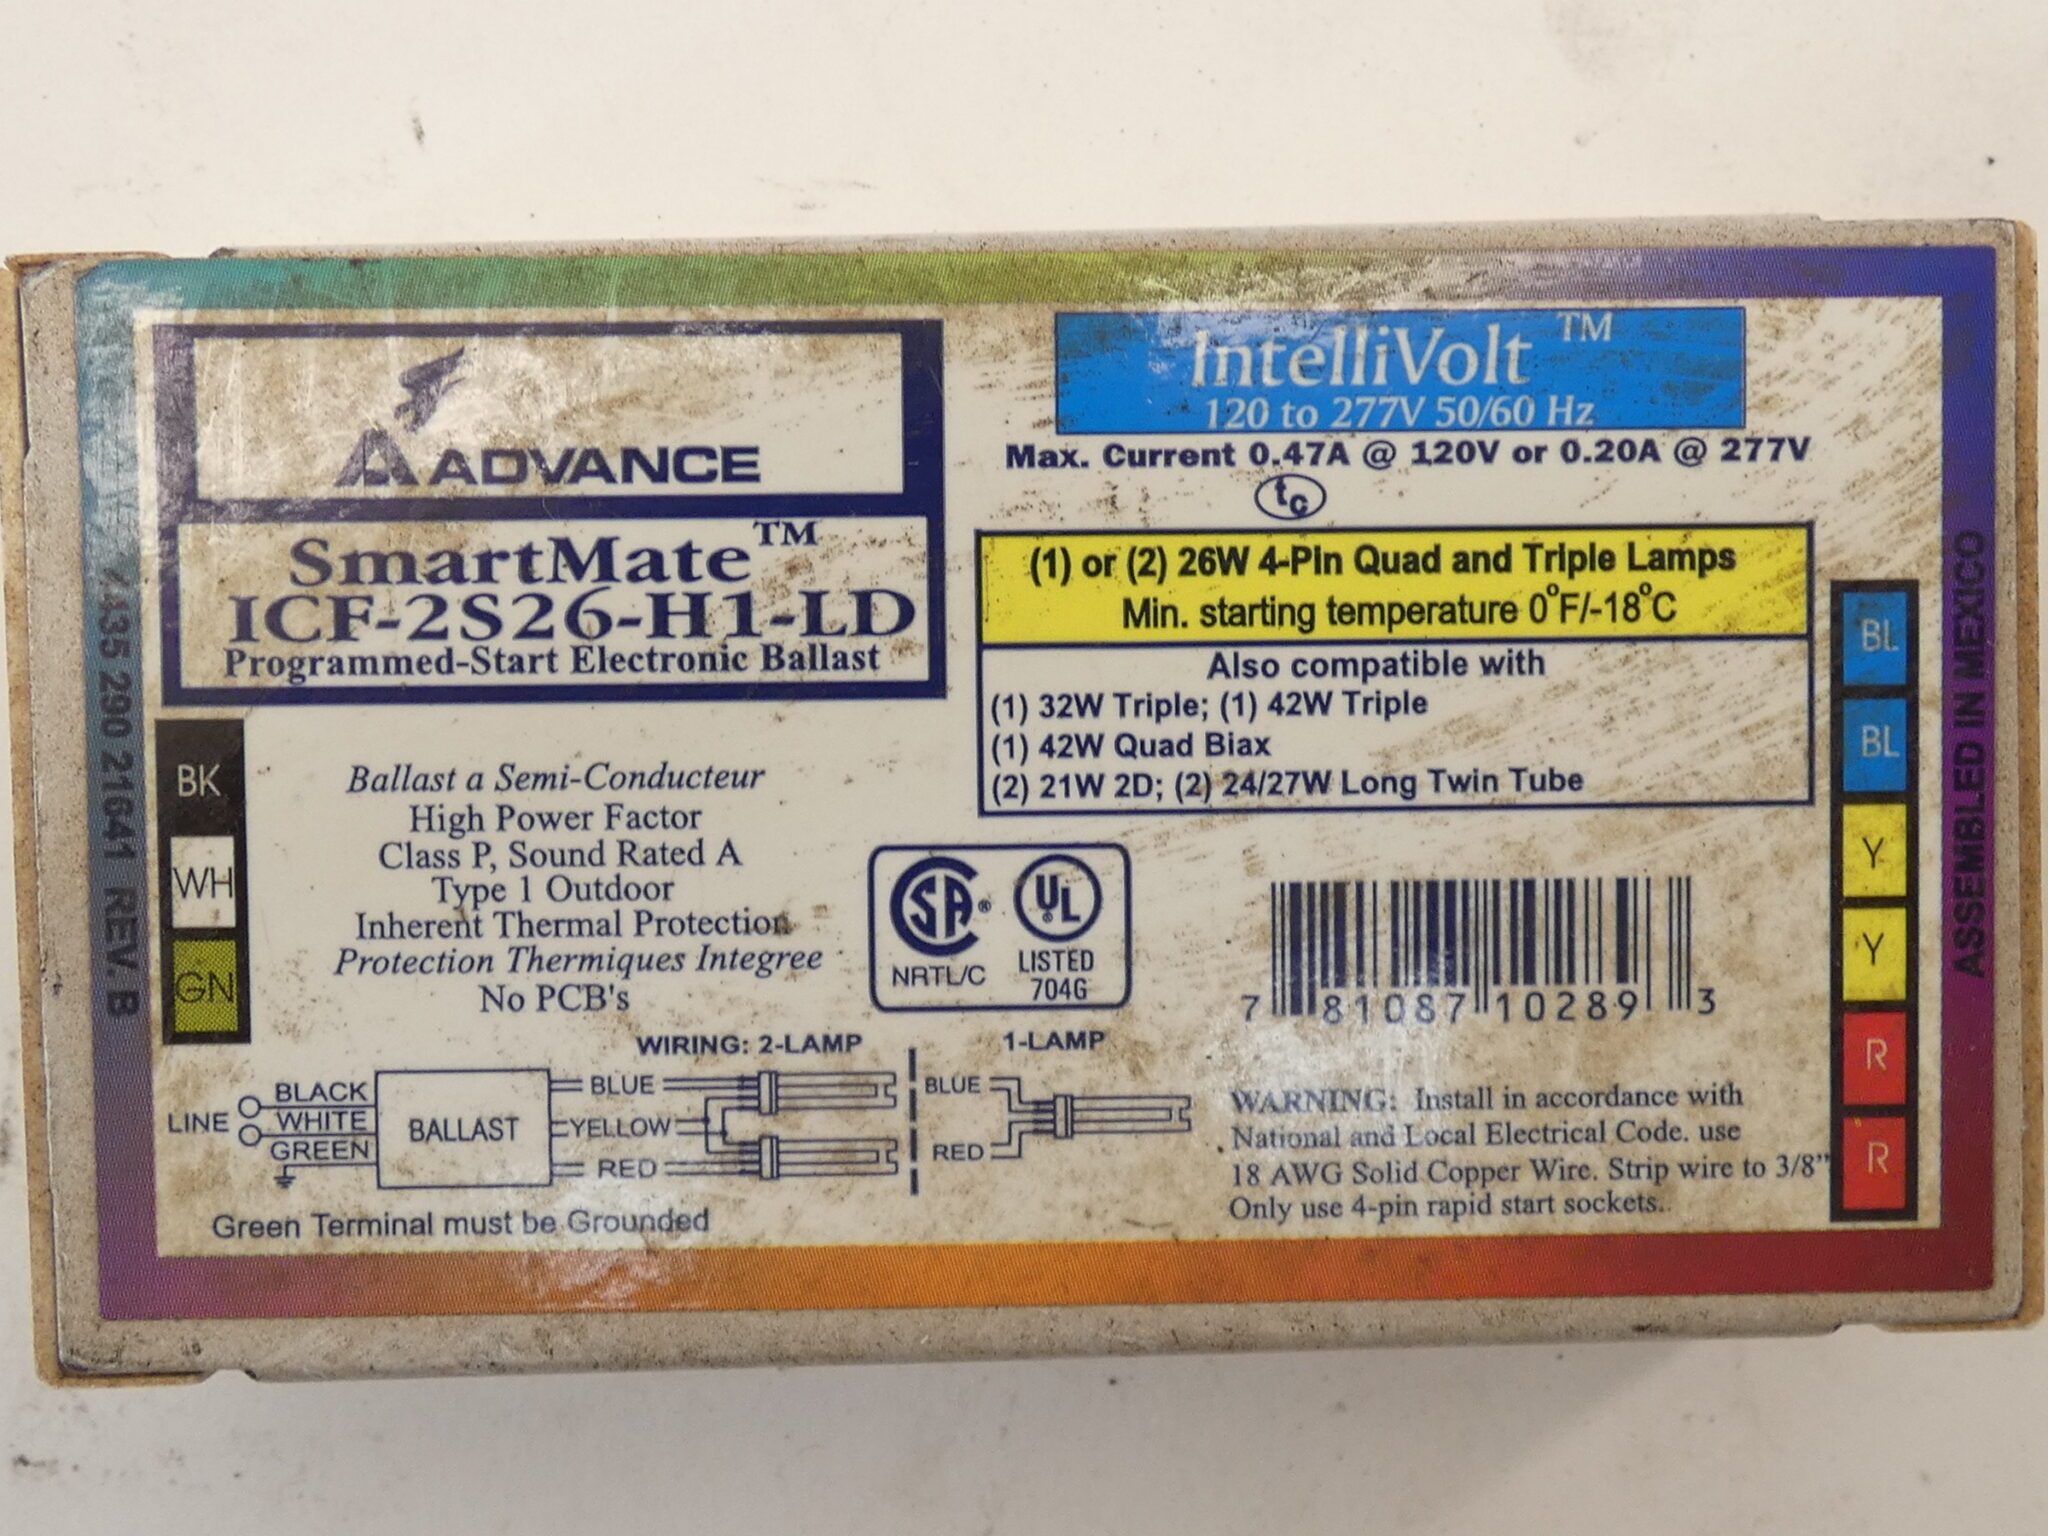 ADVANCE
SmartMate™
ICF-2S26-H1-LD
Programmed-Start Electronic Ballast
IntelliVolt™
120 to 277V 50/60 Hz
Max. Current 0.47A @ 120V or 0.20A @ 277V
tc
(1) or (2) 26W 4-Pin Quad and Triple Lamps
Min. starting temperature 0°F/-18°C
Also compatible with
(1) 32W Triple; (1) 42W Triple
(1) 42W Quad Biax
(2) 21W 2D; (2) 24/27W Long Twin Tube
BK
WH
GN
Ballast a Semi-Conducteur
High Power Factor
Class P, Sound Rated A
Type 1 Outdoor
Inherent Thermal Protection
Protection Thermiques Integree
No PCB's
SA®
NRTL/C
UL®
LISTED
704G
7 81087 10289 3
BL
BL
Y
Y
R
R
WIRING: 2-LAMP
1-LAMP
LINE
BLACK
WHITE
GREEN
BALLAST
BLUE
YELLOW
RED
BLUE
RED
Green Terminal must be Grounded
WARNING: Install in accordance with
National and Local Electrical Code. use
18 AWG Solid Copper Wire. Strip wire to 3/8"
Only use 4-pin rapid start sockets..
290 21641 REV. B
ASSEMBLED IN MEXICO